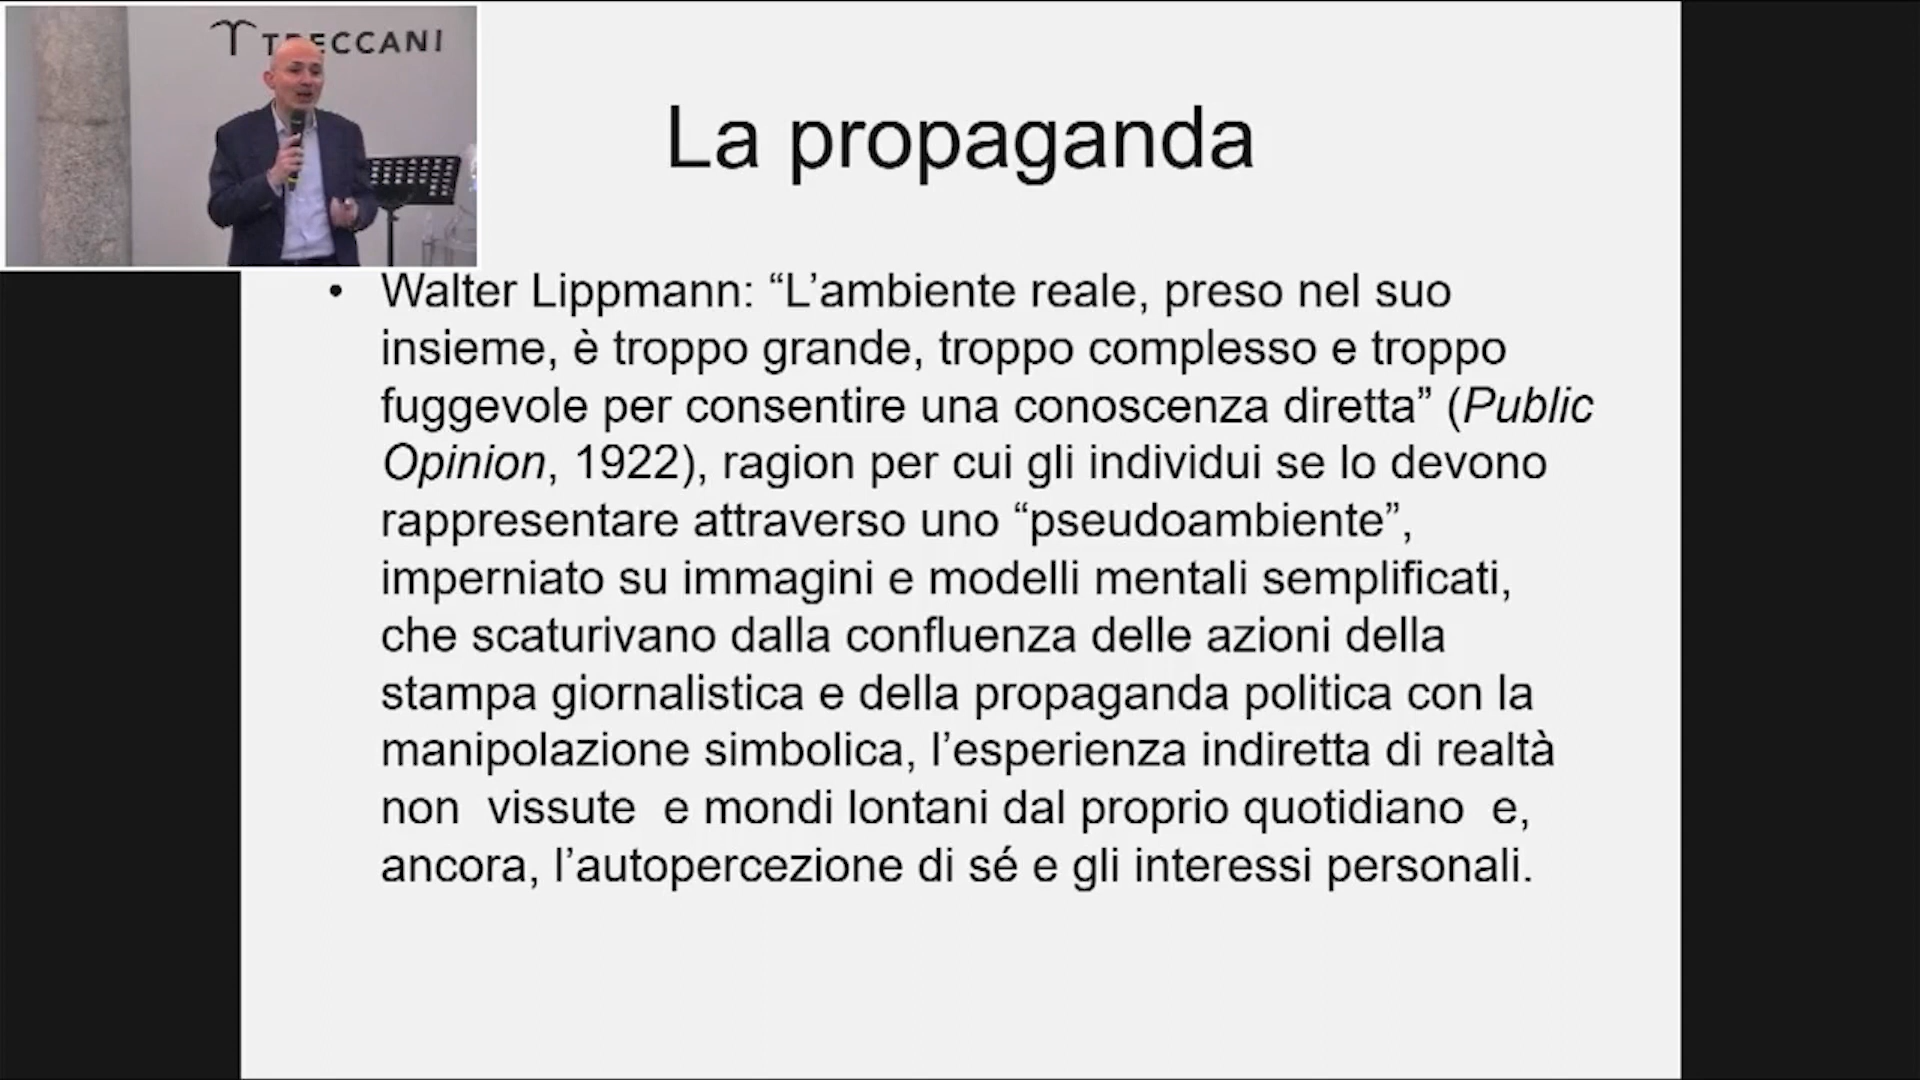 TRECCANI
La propaganda
• Walter Lippmann: “L’ambiente reale, preso nel suo
insieme, è troppo grande, troppo complesso e troppo
fuggevole per consentire una conoscenza diretta” (Public
Opinion, 1922), ragion per cui gli individui se lo devono
rappresentare attraverso uno “pseudoambiente”,
imperniato su immagini e modelli mentali semplificati,
che scaturivano dalla confluenza delle azioni della
stampa giornalistica e della propaganda politica con la
manipolazione simbolica, l’esperienza indiretta di realtà
non vissute e mondi lontani dal proprio quotidiano e,
ancora, l’autopercezione di sé e gli interessi personali.